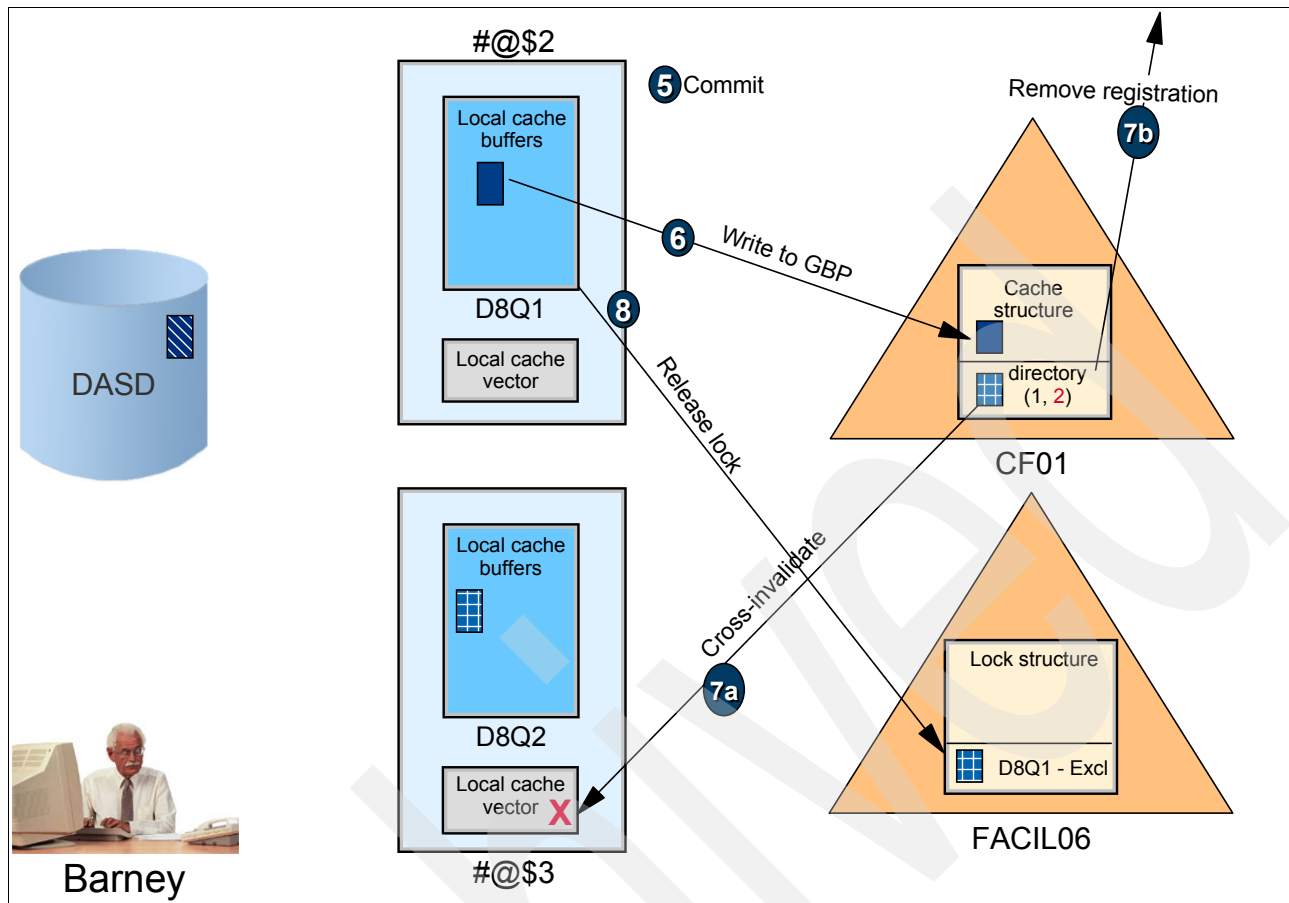 #@$2
5 Commit
Remove registration
7b
Local cache
buffers
6
Write to GBP
Cache
structure
D8Q1
8
directory
(1, 2)
Local cache
vector
DASD
Release lock
CF01
Local cache
buffers
Cross-invalidate
7a
Lock structure
D8Q2
D8Q1 - Excl
Local cache
vector X
FACIL06
Barney
#@$3